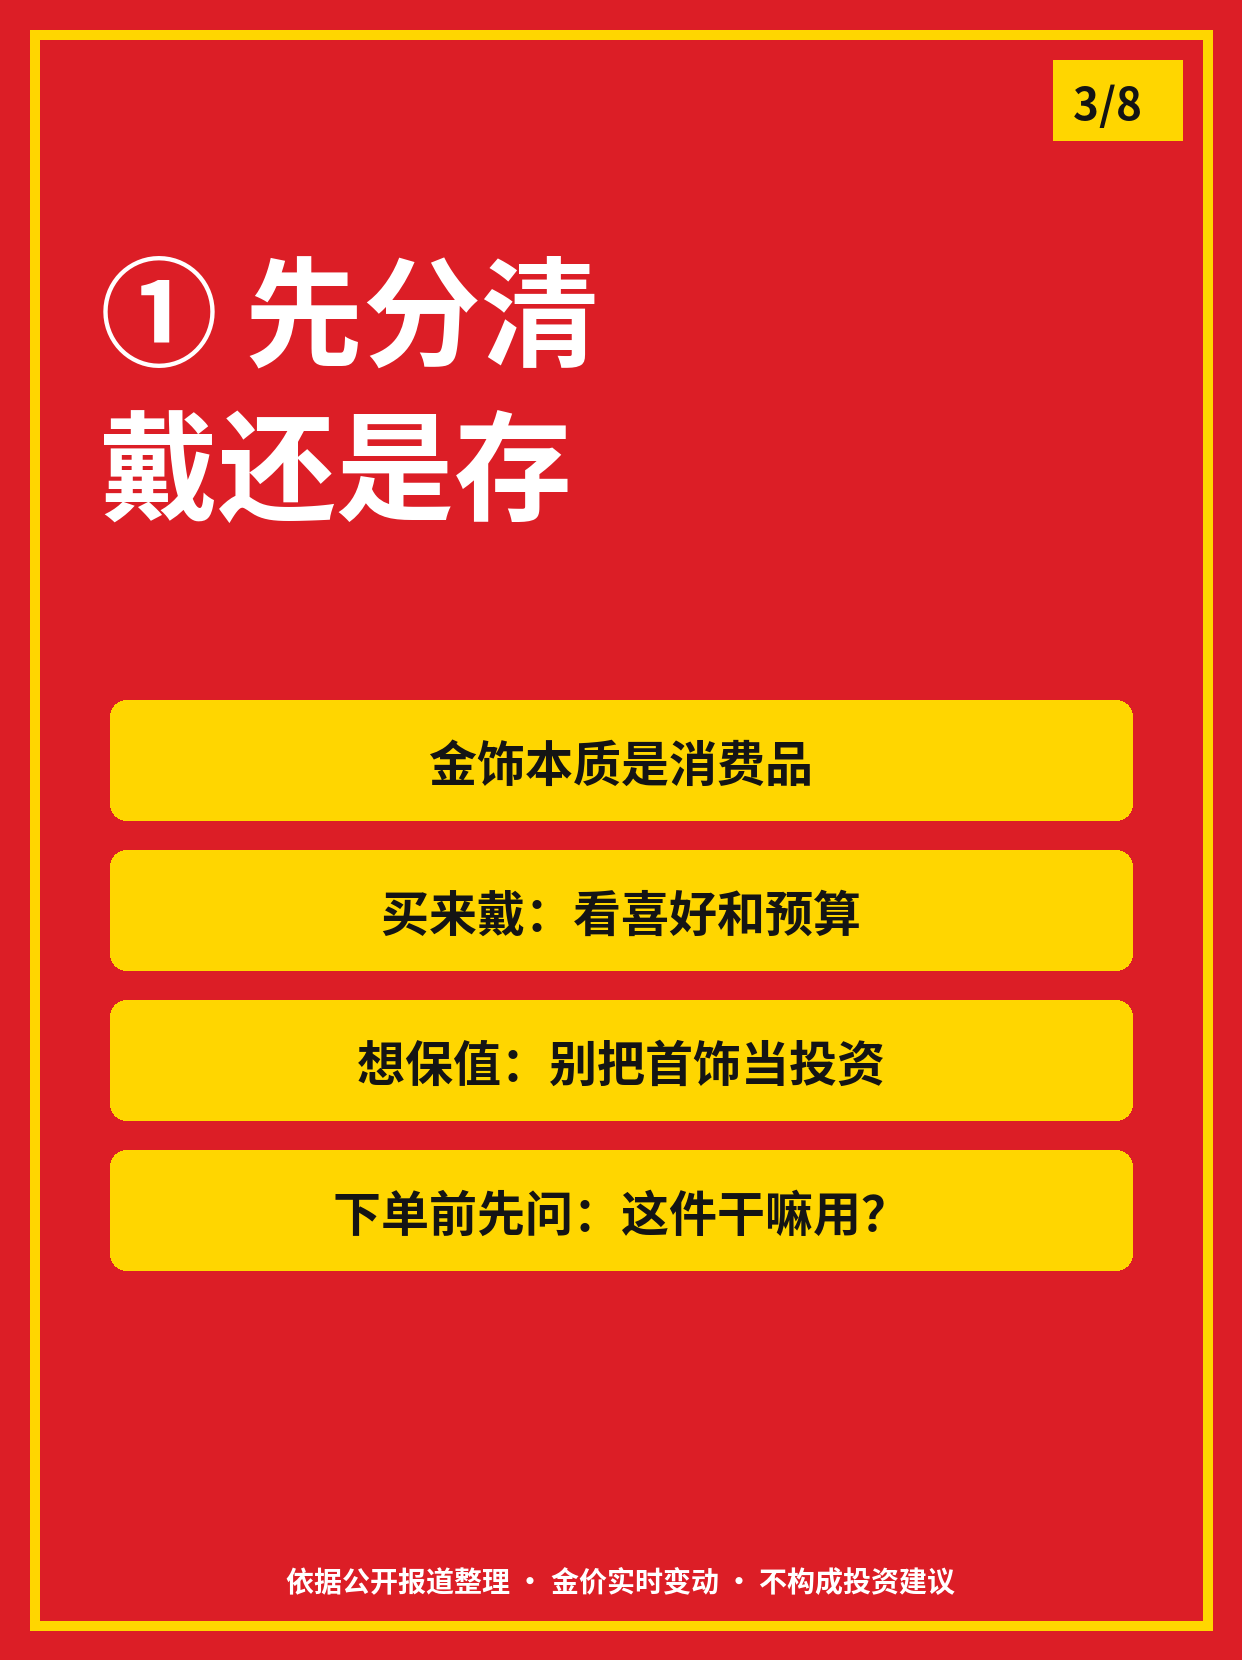 3/8
① 先分清
戴还是存
金饰本质是消费品
买来戴：看喜好和预算
想保值：别把首饰当投资
下单前先问：这件干嘛用？
依据公开报道整理 · 金价实时变动 · 不构成投资建议